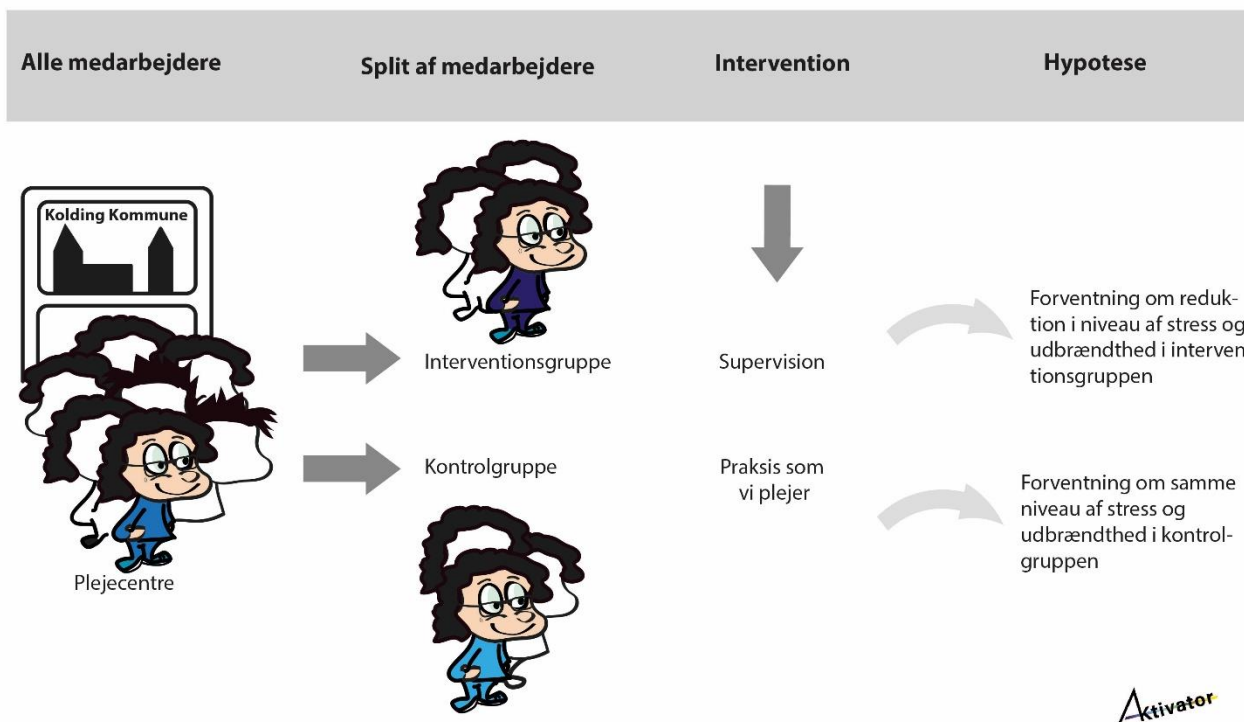 Alle medarbejdere
Split af medarbejdere
Intervention
Hypotese
Kolding Kommune
Plejecentre
Interventionsgruppe
Kontrolgruppe
Supervision
Praksis som
vi plejer
Forventning om reduk-
tion i niveau af stress og
udbrændthed i interven
tionsgruppen
Forventning om samme
niveau af stress og
udbrændthed i kontrol-
gruppen
Aktivator